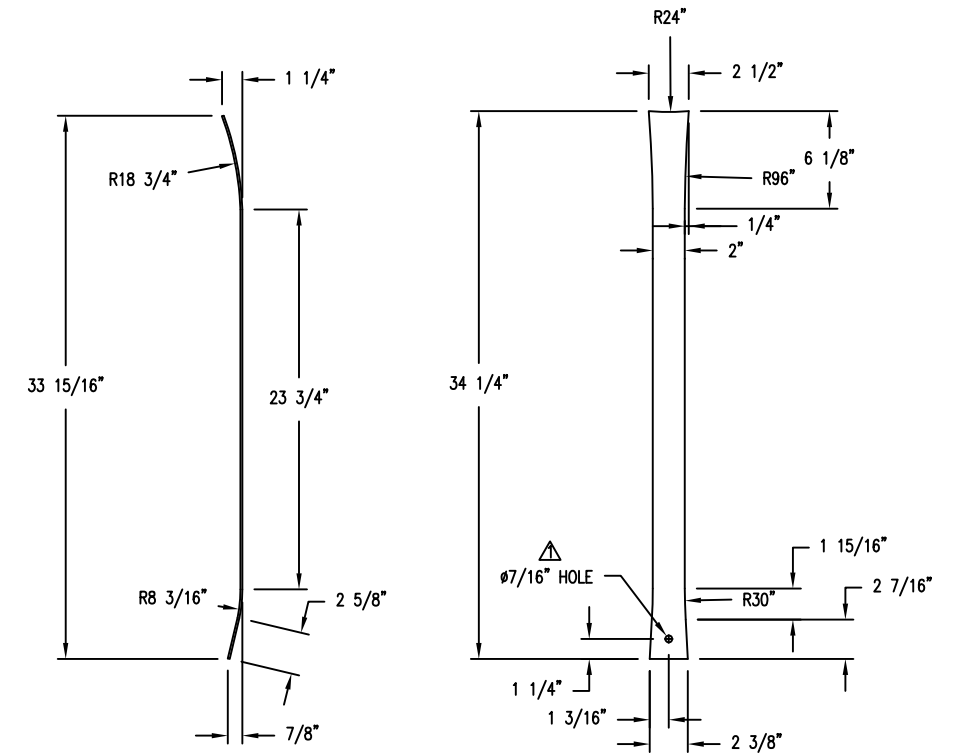 R24”
1 1/4”
2 1/2”
6 1/8”
R18 3/4”
R96”
1/4”
2”
33 15/16”
23 3/4”
34 1/4”
1
1 15/16”
ø7/16” HOLE
2 7/16”
R8 3/16”
2 5/8”
R30”
1 1/4”
1 3/16”
7/8”
2 3/8”